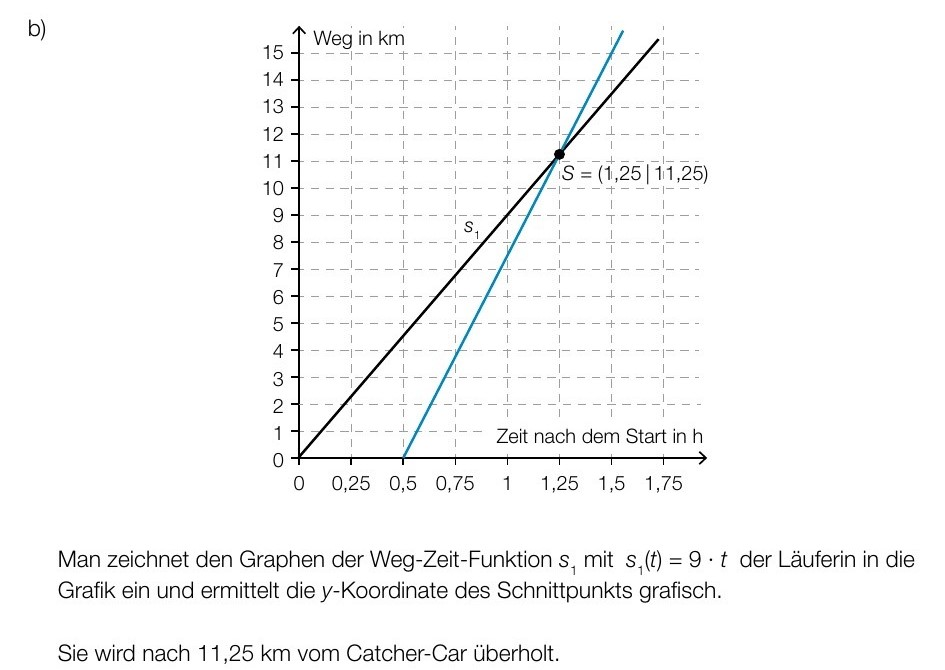 b)
Weg in km
15
14
13
12
11
S = (1,25 | 11,25)
10
9
s₁
8
7
6
5
4
3
2
1
Zeit nach dem Start in h
0
0 0,25 0,5 0,75 1 1,25 1,5 1,75
Man zeichnet den Graphen der Weg-Zeit-Funktion s₁ mit s₁(t) = 9 · t der Läuferin in die
Grafik ein und ermittelt die y-Koordinate des Schnittpunkts grafisch.
Sie wird nach 11,25 km vom Catcher-Car überholt.